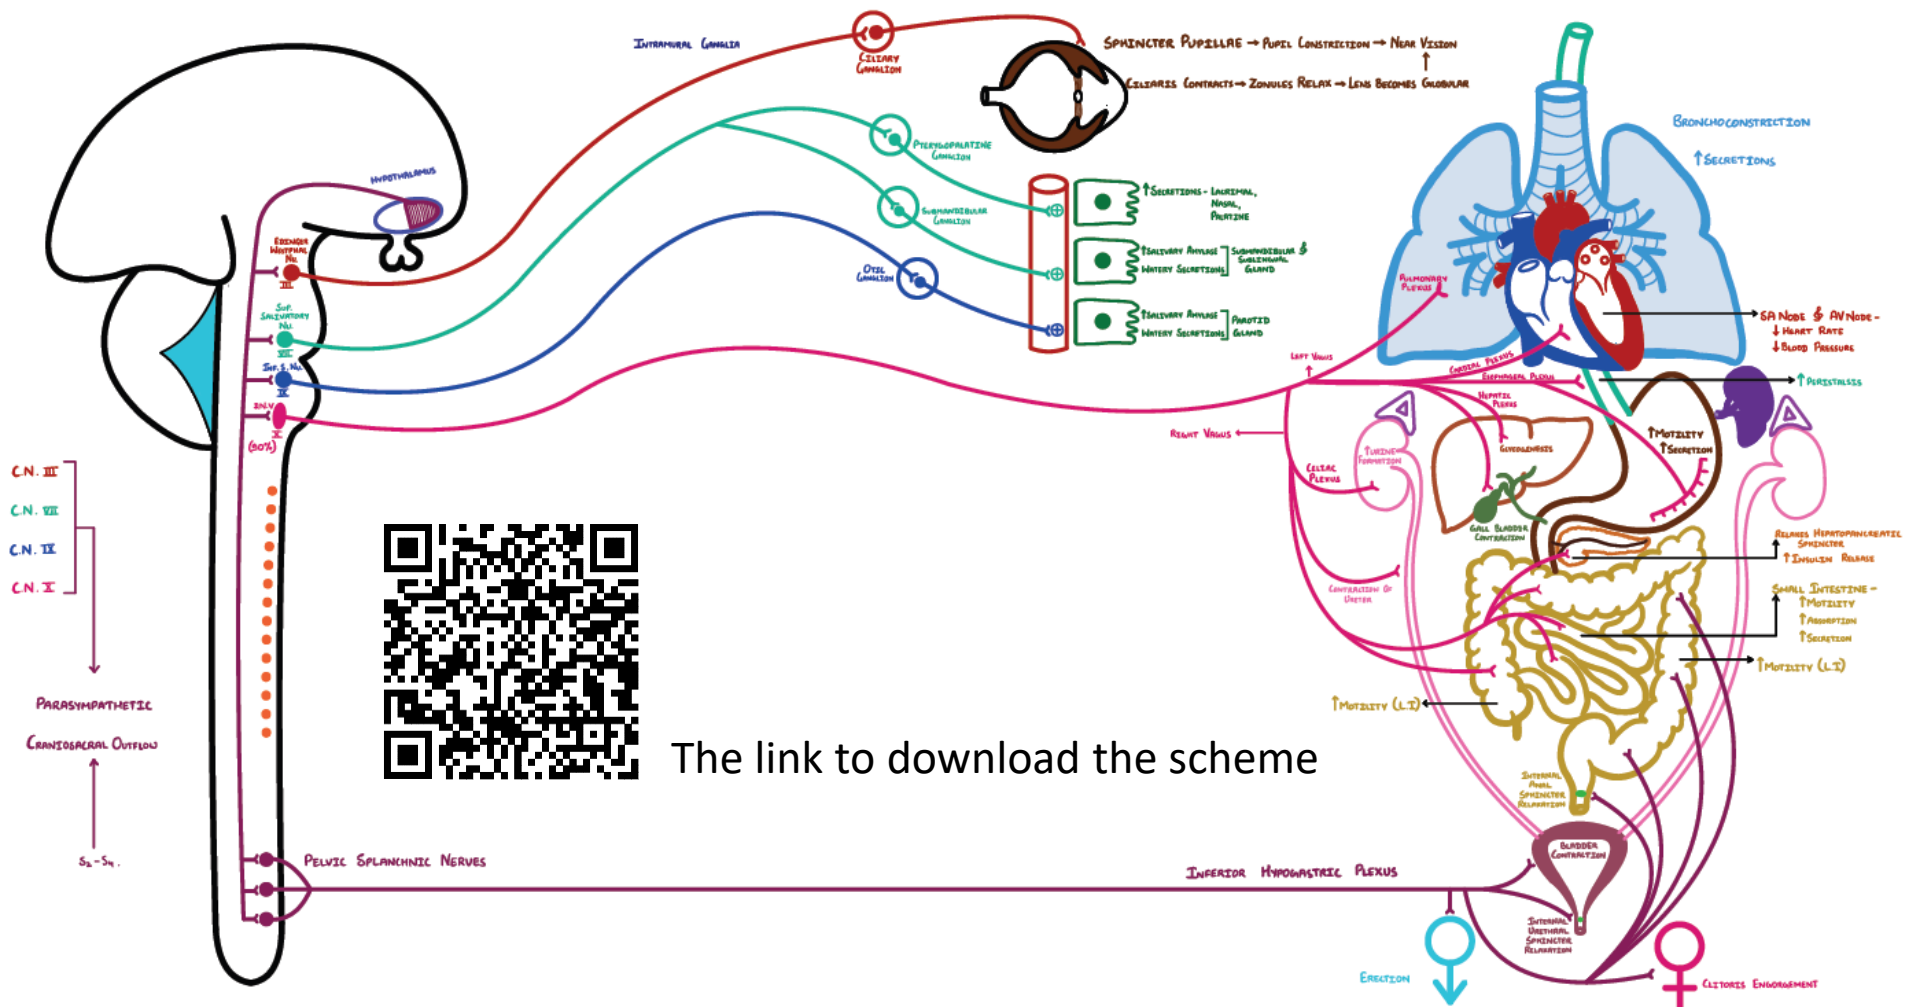 INTRAMURAL GANGLIA
CILIARY
GANGLION
SPHINCTER PUPILLAE → PUPIL CONSTRICTION → NEAR VISION
↑
CILIARIS CONTRACTS → ZONULES RELAX → LENS BECOMES GLOBULAR
HYPOTHALAMUS
PTERYGOPALATINE
GANGLION
SUBMANDIBULAR
GANGLION
OTIC
GANGLION
↑SECRETIONS - LACRIMAL,
NASAL,
PALATINE
↑SALIVARY AMYLASE
WATERY SECRETIONS
SUBMANDIBULAR &
SUBLINGUAL
GLAND
↑SALIVARY AMYLASE
WATERY SECRETIONS
PAROTID
GLAND
BRONCHOCONSTRICTION
↑SECRETIONS
EDINGER
WESTPHAL
NU.
III
SUP.
SALIVATORY
NU.
VII
INF. S. NU.
IX
X
(80%)
PULMONARY
PLEXUS
SA NODE & AV NODE -
↓ HEART RATE
↓ BLOOD PRESSURE
LEFT VAGUS
CARDIAC PLEXUS
ESOPHAGEAL PLEXUS
↑PERISTALSIS
HEPATIC
PLEXUS
RIGHT VAGUS
↑URINE
FORMATION
CELIAC
PLEXUS
GLYCOGENESIS
↑MOTILITY
↑SECRETION
GALL BLADDER
CONTRACTION
C.N. III
C.N. VII
C.N. IX
C.N. X
PARASYMPATHETIC
CRANIOSACRAL OUTFLOW
S2-S4.
RELAXES HEPATOPANCREATIC
SPHINCTER
↑ INSULIN RELEASE
CONTRACTION OF
URETER
SMALL INTESTINE -
↑MOTILITY
↑ABSORPTION
↑SECRETION
↑MOTILITY (L.I)
↑MOTILITY (L.I)
The link to download the scheme
INTERNAL
ANAL
SPHINCTER
RELAXATION
BLADDER
CONTRACTION
PELVIC SPLANCHNIC NERVES
INFERIOR HYPOGASTRIC PLEXUS
INTERNAL
URETHRAL
SPHINCTER
RELAXATION
ERECTION
CLITORIS ENGORGEMENT